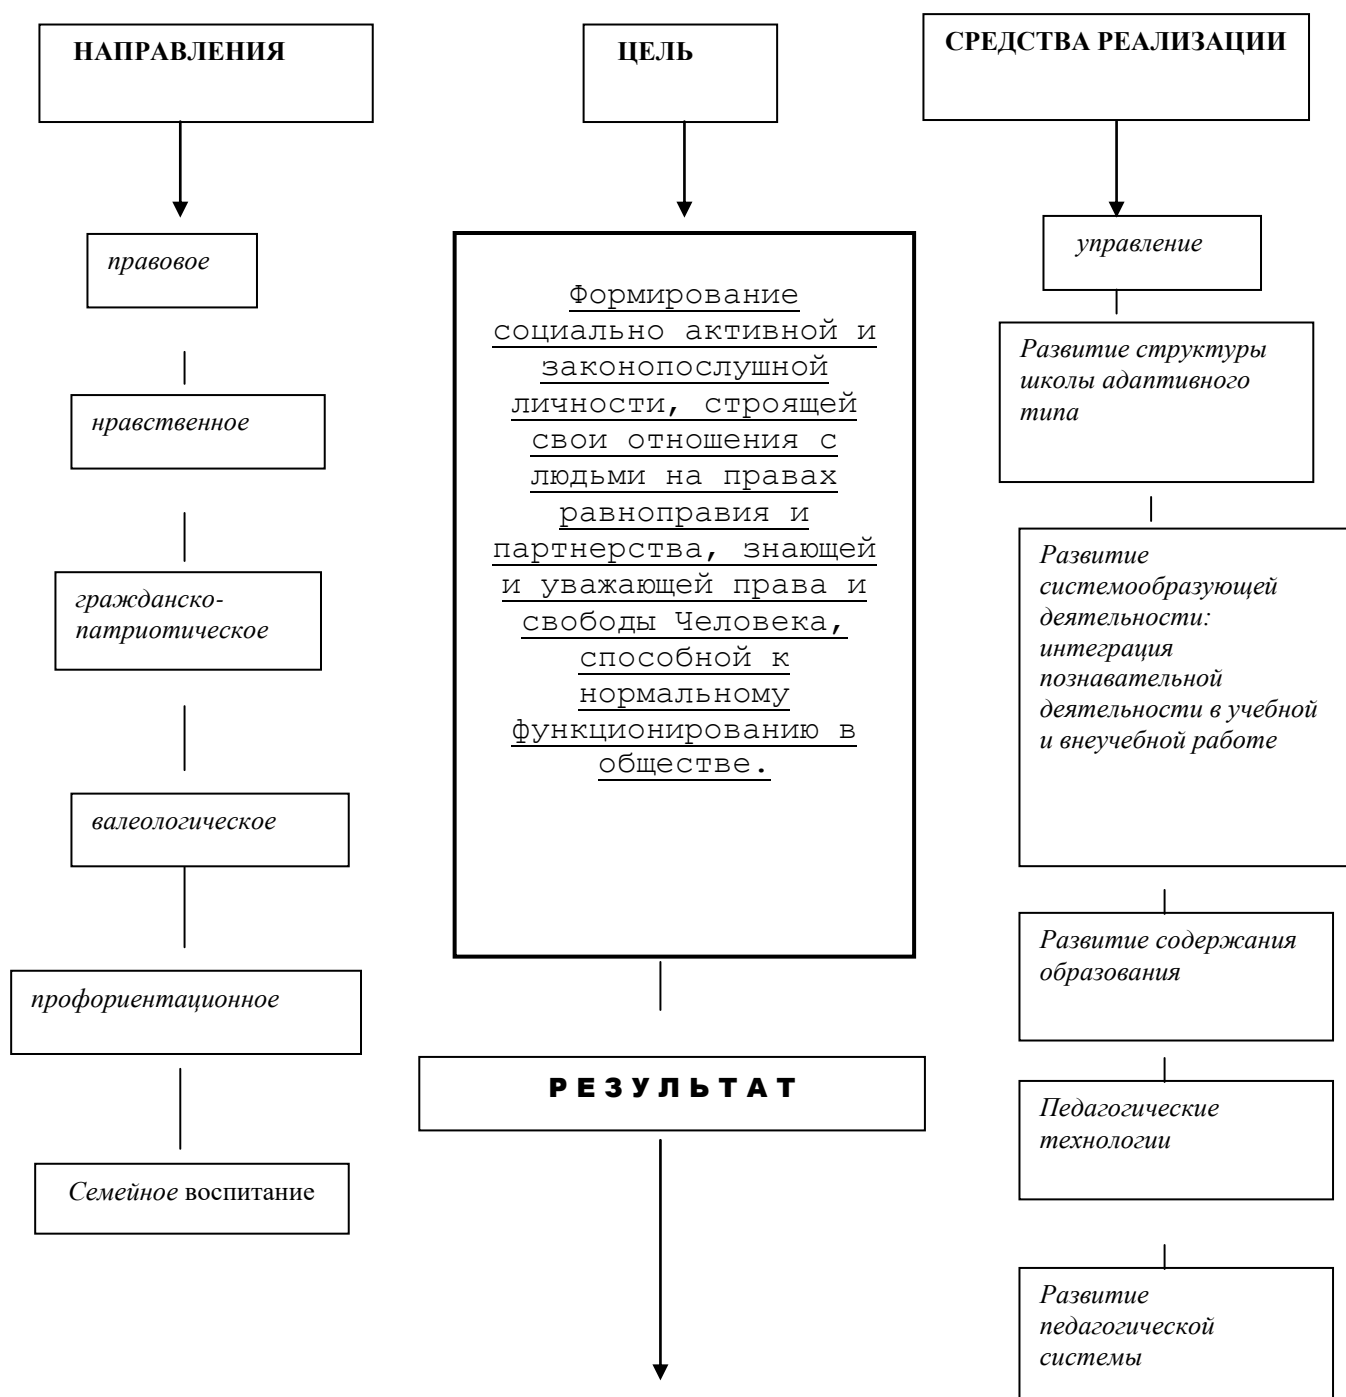 НАПРАВЛЕНИЯ
правовое
нравственное
гражданско-
патриотическое
валеологическое
профориентационное
Семейное воспитание
ЦЕЛЬ
Формирование
социально активной и
законопослушной
личности, строящей
свои отношения с
людьми на правах
равноправия и
партнерства, знающей
и уважающей права и
свободы Человека,
способной к
нормальному
функционированию в
обществе.
РЕЗУЛЬТАТ
СРЕДСТВА РЕАЛИЗАЦИИ
управление
Развитие структуры
школы адаптивного
типа
Развитие
системообразующей
деятельности:
интеграция
познавательной
деятельности в учебной
и внеучебной работе
Развитие содержания
образования
Педагогические
технологии
Развитие
педагогической
системы